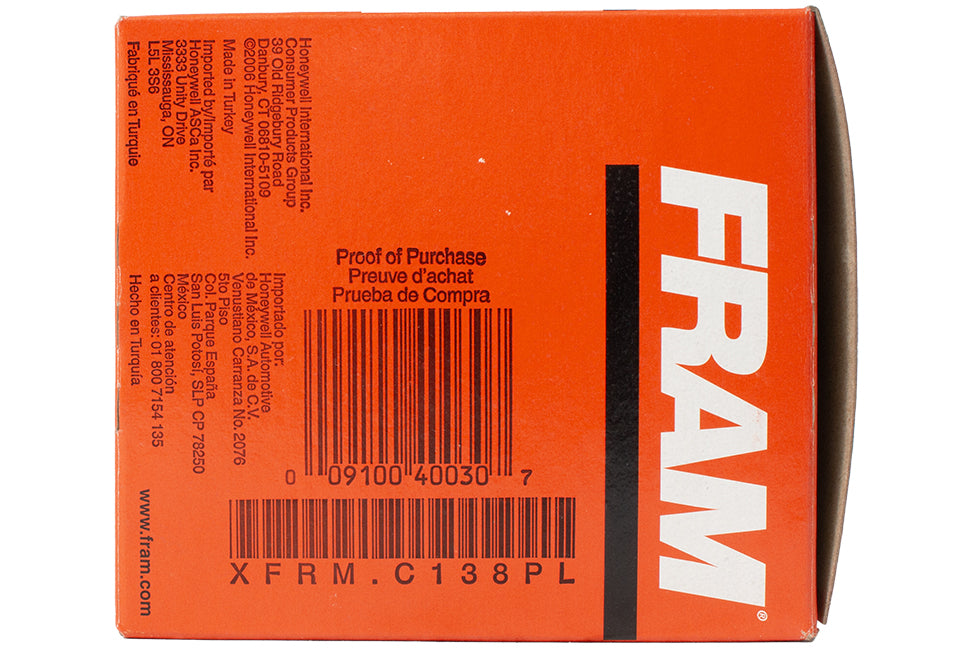 FRAM®
Honeywell International Inc.
Consumer Products Group
39 Old Ridgebury Road
Danbury, CT 06810-5109
©2006 Honeywell International Inc.
Made in Turkey
Imported by/Importé par
Honeywell ASCa Inc.
3333 Unity Drive
Mississauga, ON
L5L 3S6
Fabriqué en Turquie
Importado por:
Honeywell Automotive
de México, S.A. de C.V.
Venustiano Carranza No. 2076
5to Piso
Col. Parque España
San Luis Potosí, SLP CP 78250
México
Centro de atención
a clientes: 01 800 7154 135
Hecho en Turquía
www.fram.com
Proof of Purchase
Preuve d'achat
Prueba de Compra
0 09100 40030 7
XFRM.C138PL